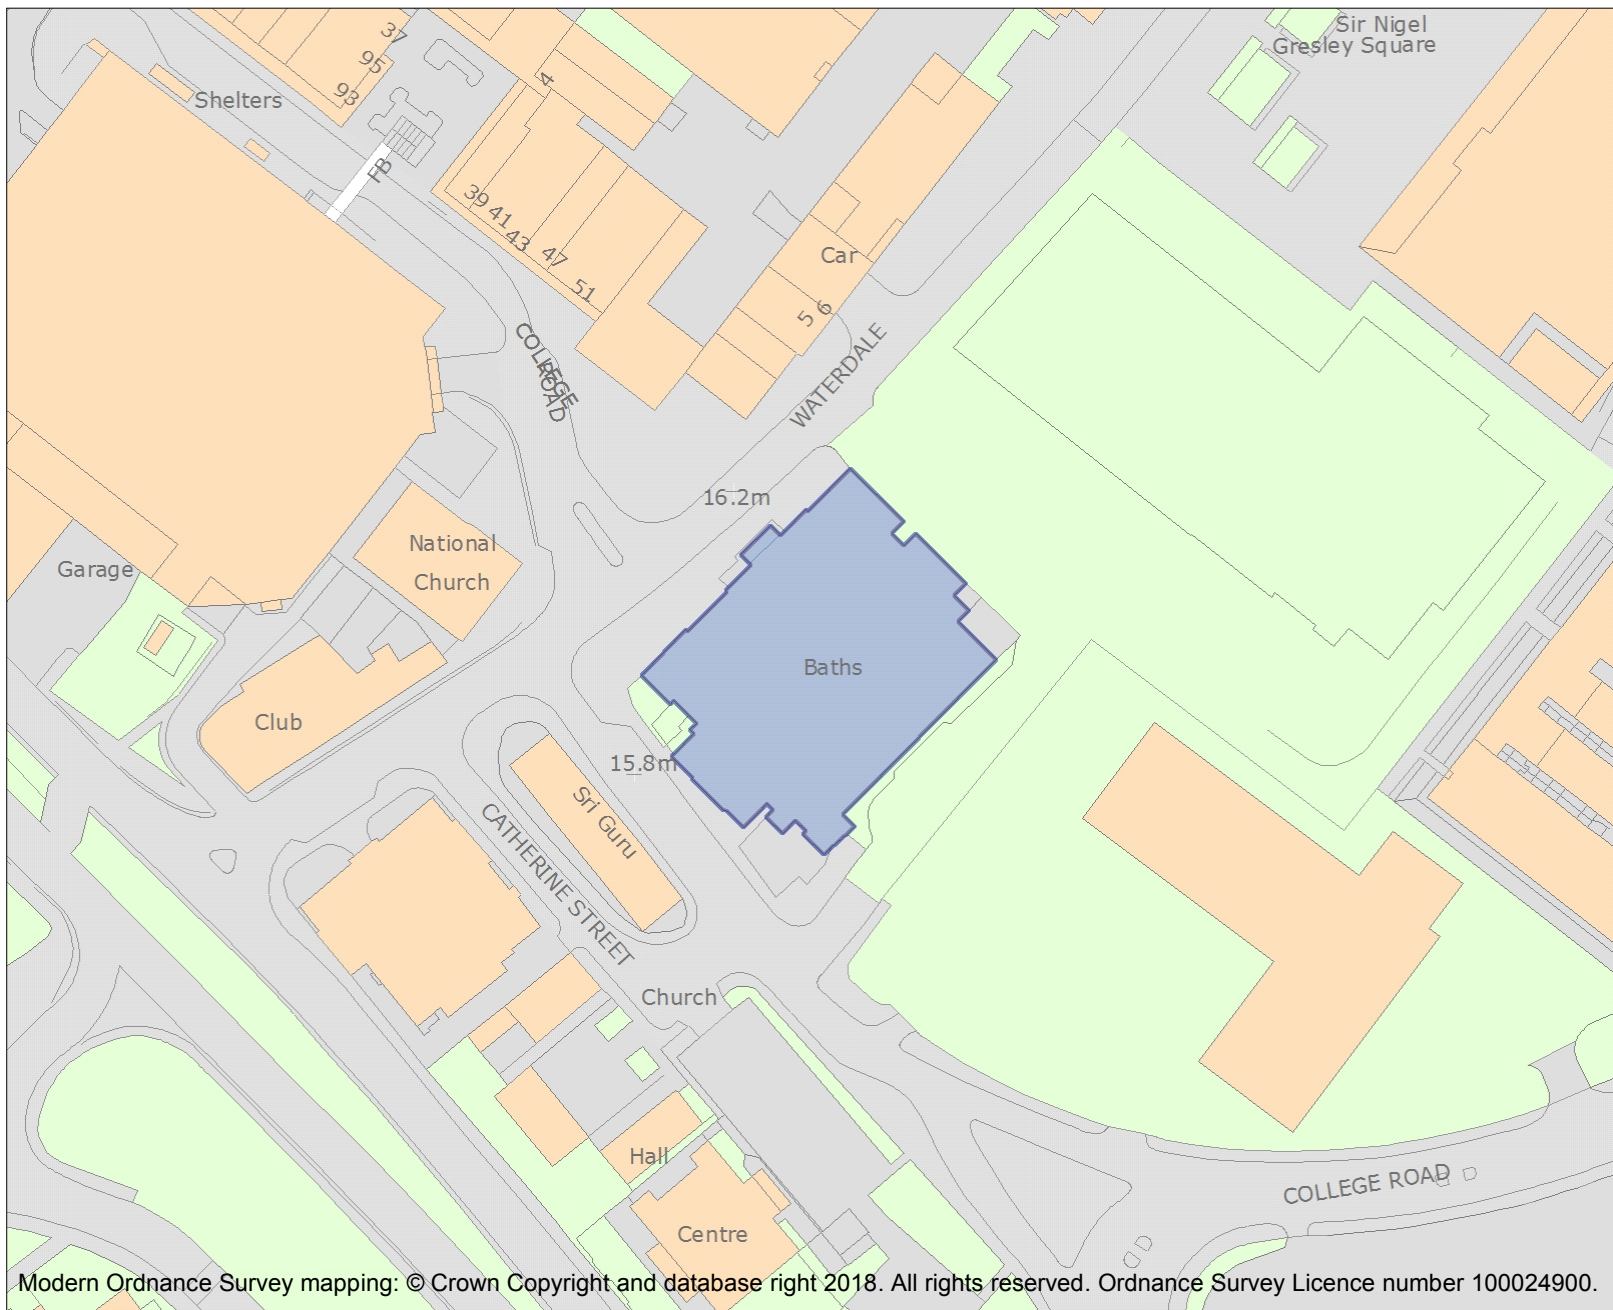 Sir Nigel
Gresley Square
37
95
93
Shelters
4
FB
39
41
43
47
51
Car
5
6
COLLEGE
ROAD
WATERDALE
16.2m
National
Church
Garage
Baths
Club
15.8m
Sri Guru
CATHERINE STREET
Church
Hall
COLLEGE ROAD
Centre
Modern Ordnance Survey mapping: © Crown Copyright and database right 2018. All rights reserved. Ordnance Survey Licence number 100024900.